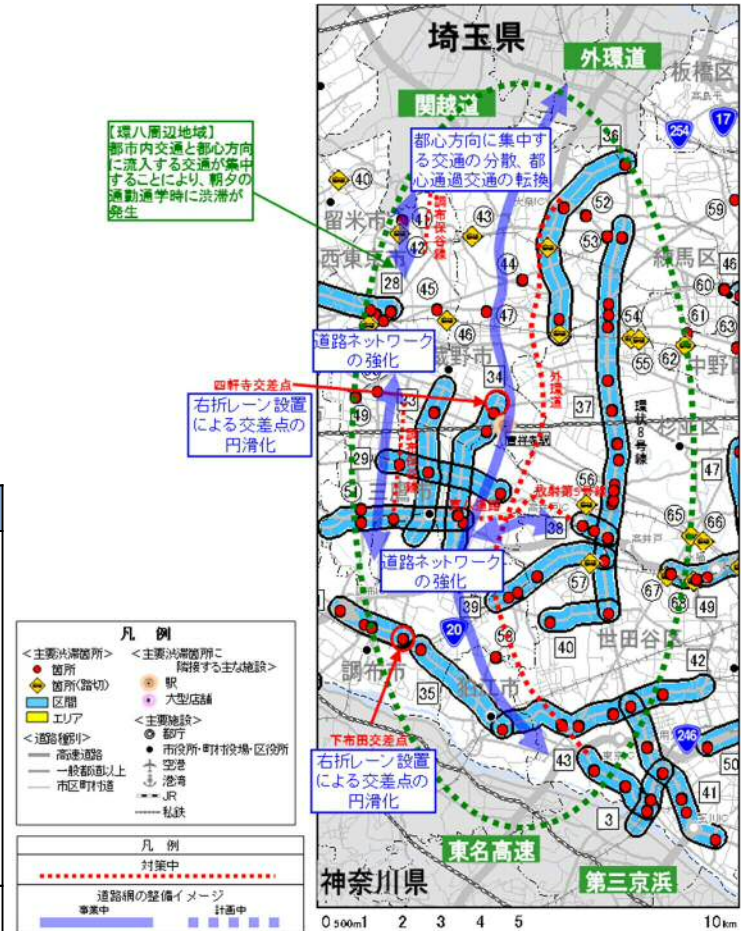 埼玉県
外環道
関越道
板橋区
254
17
【環八周辺地域】
都市内交通と都心方向
に流入する交通が集中
することにより、朝夕の
通勤通学時に渋滞が
発生
都心方向に集中す
る交通の分散、都
心通過交通の転換
36
40
調布保谷線
52
59
留米市
41
42
43
53
西東京市
練馬区
46
28
44
60
45
46
47
54
61
63
道路ネットワーク
の強化
55
62
蔵野市
中野区
四軒寺交差点
34
右折レーン設置
による交差点の
円滑化
49
33
外環道
37
環状8号線
杉並区
29
47
51
三鷹市
56
65
66
38
高井戸
道路ネットワーク
の強化
57
67
68
49
39
20
58
40
世田谷区
調布市
35
狛江市
42
246
下布田交差点
右折レーン設置
による交差点の
円滑化
43
50
3
41
東名高速
第三京浜
神奈川県
0 500m 1 2 3 4 5 10km
凡 例
<主要渋滞箇所>
箇所
箇所(踏切)
区間
エリア
<道路種別>
高速道路
一般都道以上
市区町村道
<主要渋滞箇所に
隣接する主な施設>
駅
大型店舗
<主要施設>
都庁
市役所・町村役場・区役所
空港
港湾
JR
私鉄
凡 例
対策中
道路網の整備イメージ
事業中
計画中